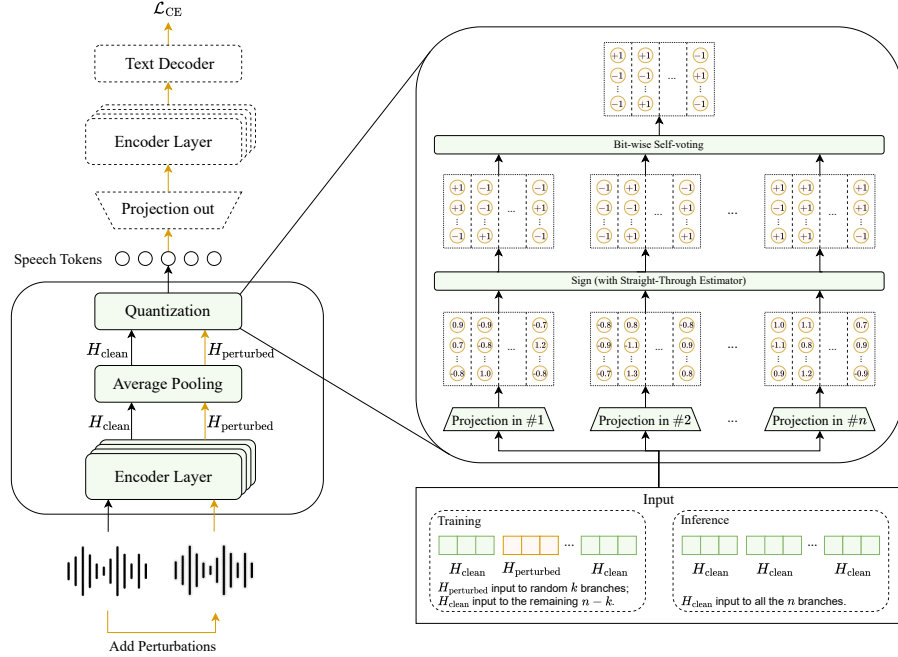 ℒ_CE
Text Decoder
Encoder Layer
Projection out
Speech Tokens
Quantization
H_clean H_perturbed
Average Pooling
H_clean H_perturbed
Encoder Layer
Add Perturbations
+1 +1 -1
-1 -1 ... -1
-1 +1 -1
Bit-wise Self-voting
+1 -1 -1 -1 +1 -1 +1 +1 +1
+1 -1 ... +1 -1 -1 ... +1 ... -1 +1 ... +1
-1 +1 -1 -1 +1 +1 +1 +1 -1
Sign (with Straight-Through Estimator)
0.9 -0.9 -0.7 -0.8 0.8 -0.8 1.0 1.1 0.7
0.7 -0.8 ... 1.2 -0.9 -1.1 ... 0.9 ... -1.1 0.8 ... 0.8
-0.8 1.0 -0.8 -0.7 1.3 0.8 0.9 1.2 -0.9
Projection in #1 Projection in #2 ... Projection in #n
Input
Training
...
H_clean H_perturbed H_clean
H_perturbed input to random k branches;
H_clean input to the remaining n − k.
Inference
...
H_clean H_clean H_clean
H_clean input to all the n branches.